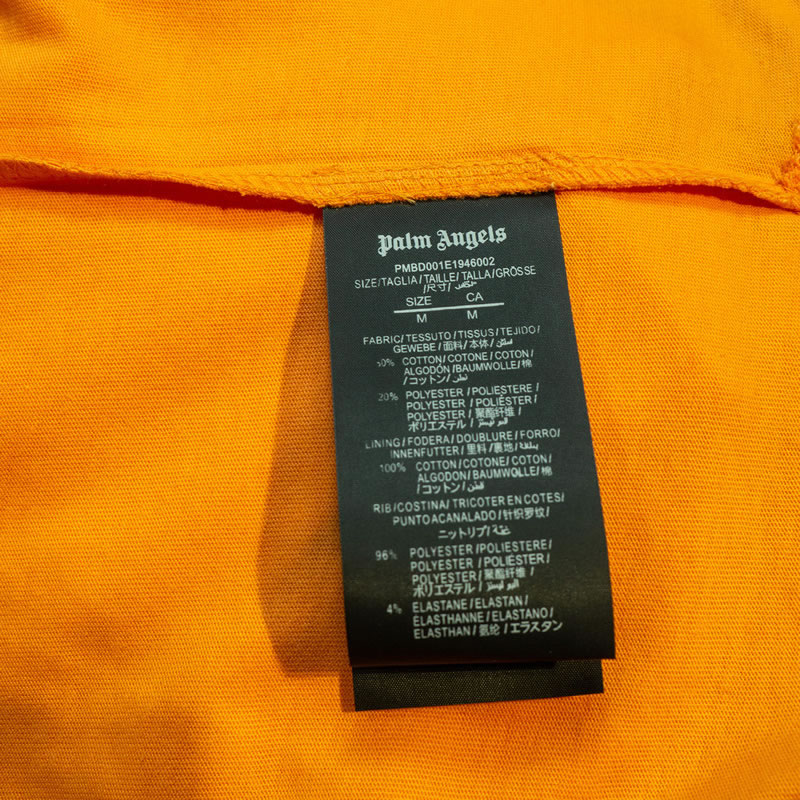 Palm Angels
PMBD001E1946002
SIZE/TAGLIA/TAILLE/TALLA/GRÖSSE
/尺寸/
SIZE CA
M M
FABRIC/TESSUTO/TISSUS/TEJIDO/
GEWEBE/面料/本体/
COTTON/COTONE/COTON/
ALGODÓN/BAUMWOLLE/棉
/コットン/قطن
20% POLYESTER/POLIESTERE/
POLYESTER/POLIÉSTER/
POLYESTER/聚酯纤维/
ポリエステル/
LINING/FODERA/DOUBLURE/FORRO/
INNENFUTTER/里料/裏地/
100% COTTON/COTONE/COTON/
ALGODON/BAUMWOLLE/棉
/コットン/قطن
RIB/COSTINA/TRICOTER EN COTES/
PUNTO ACANALADO/针织罗纹/
ニットリブ/
96% POLYESTER/POLIESTERE/
POLYESTER/POLIÉSTER/
POLYESTER/聚酯纤维/
ポリエステル/
4% ELASTANE/ELASTAN/
ELASTHANNE/ELASTANO/
ELASTHAN/氨纶/エラスタン